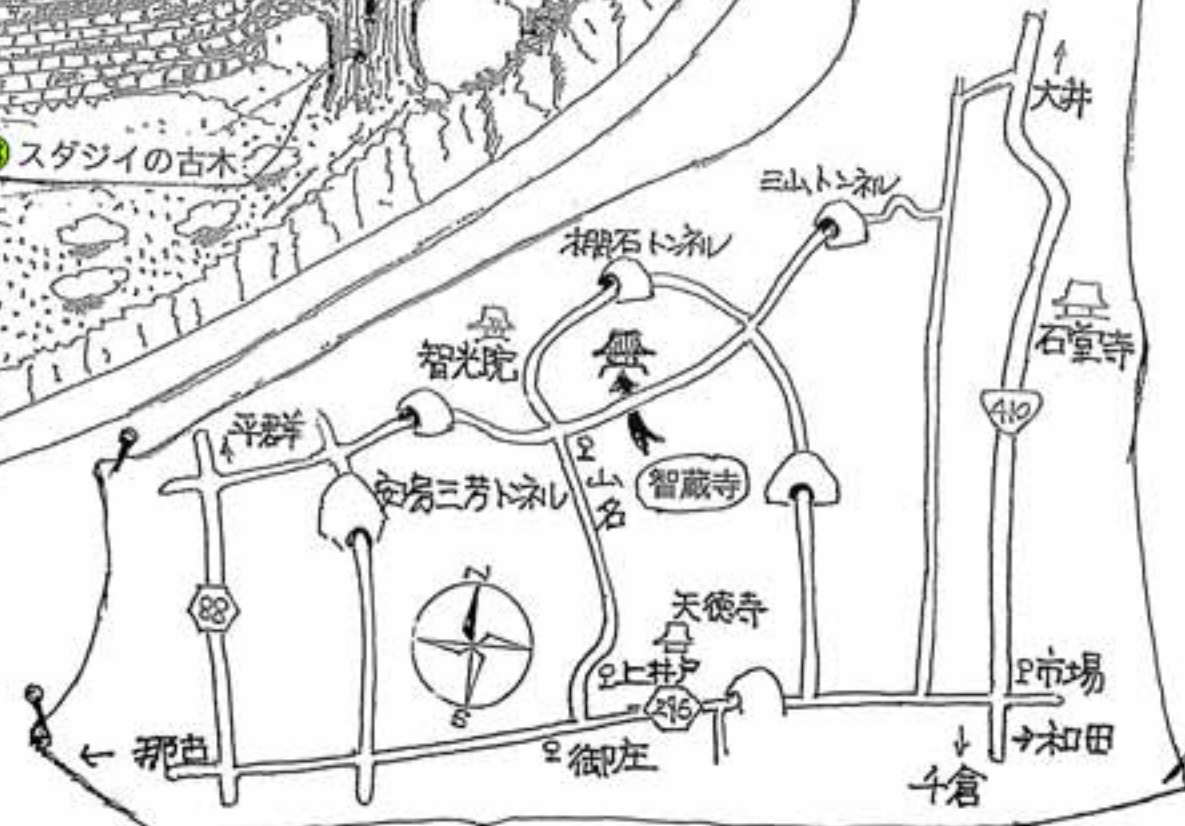 スダジイの古木
大井
三山トンネル
櫃石トンネル
智光院
石堂寺
410
平群
安房三芳トンネル
山名
智蔵寺
N
88
天徳寺
S
上井戸
296
市場
那古
御庄
和田
千倉